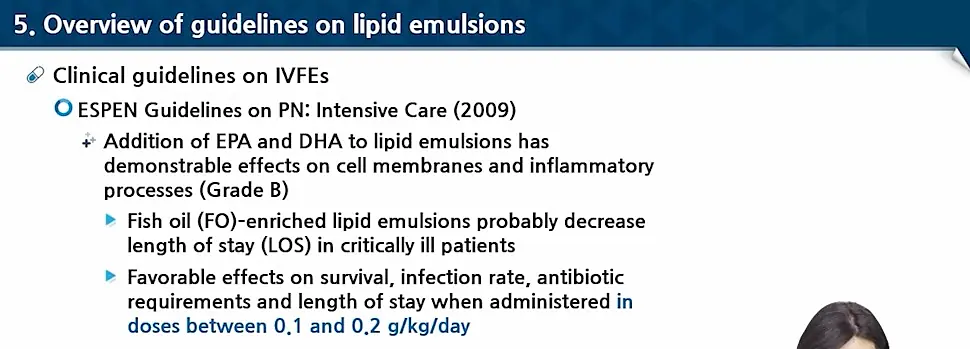 5. Overview of guidelines on lipid emulsions
Clinical guidelines on IVFEs
ESPEN Guidelines on PN: Intensive Care (2009)
Addition of EPA and DHA to lipid emulsions has
demonstrable effects on cell membranes and inflammatory
processes (Grade B)
Fish oil (FO)-enriched lipid emulsions probably decrease
length of stay (LOS) in critically ill patients
Favorable effects on survival, infection rate, antibiotic
requirements and length of stay when administered in
doses between 0.1 and 0.2 g/kg/day